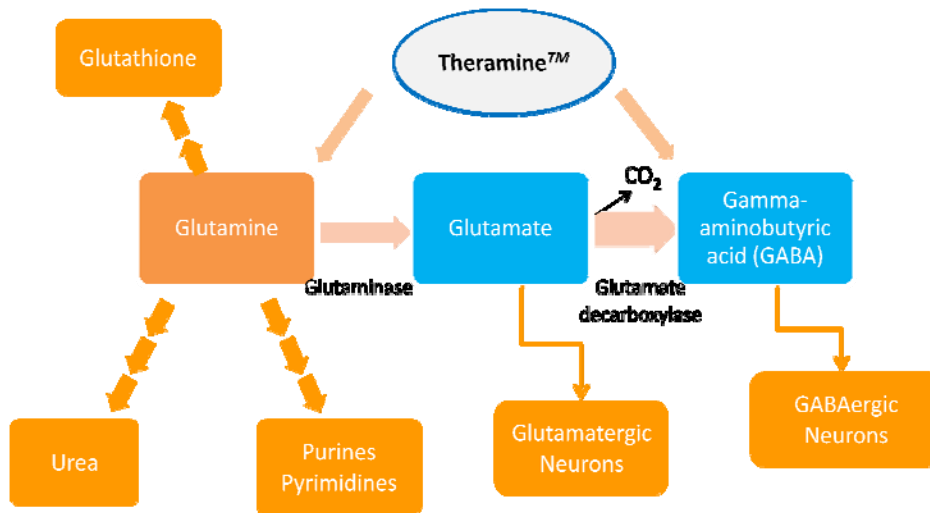 Glutathione
Theramine™
CO₂
Glutamine
Glutamate
Gamma-
aminobutyric
acid (GABA)
Glutaminase
Glutamate
decarboxylase
Urea
Purines
Pyrimidines
Glutamatergic
Neurons
GABAergic
Neurons